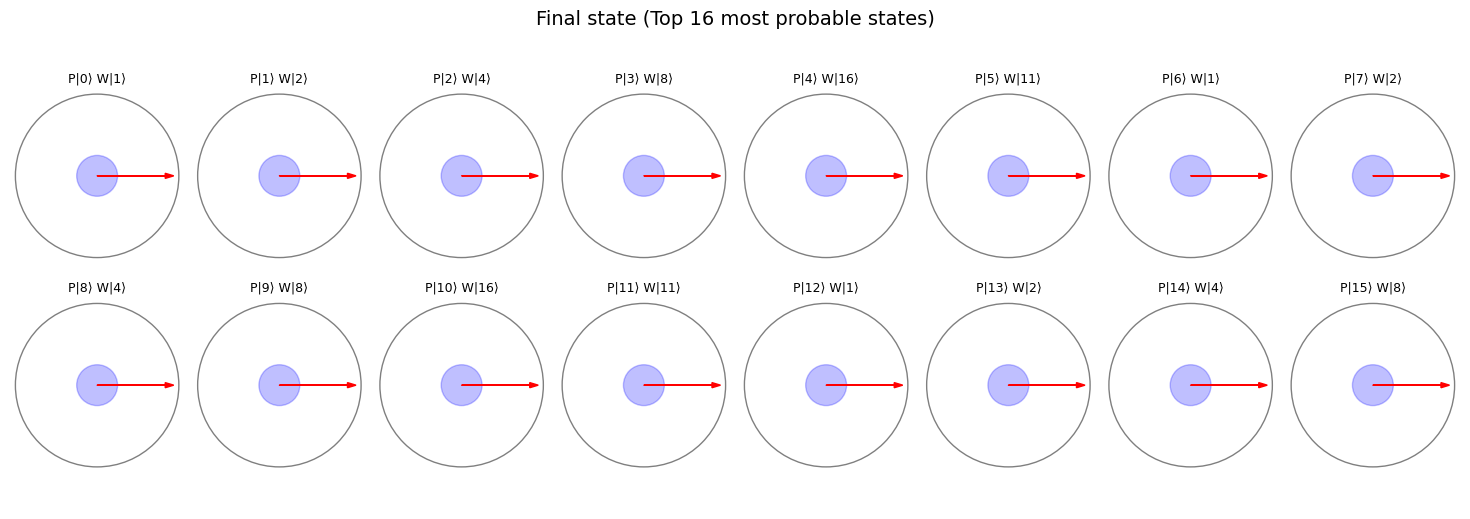 Final state (Top 16 most probable states)
P|0⟩ W|1⟩ P|1⟩ W|2⟩ P|2⟩ W|4⟩ P|3⟩ W|8⟩ P|4⟩ W|16⟩ P|5⟩ W|11⟩ P|6⟩ W|1⟩ P|7⟩ W|2⟩
P|8⟩ W|4⟩ P|9⟩ W|8⟩ P|10⟩ W|16⟩ P|11⟩ W|11⟩ P|12⟩ W|1⟩ P|13⟩ W|2⟩ P|14⟩ W|4⟩ P|15⟩ W|8⟩